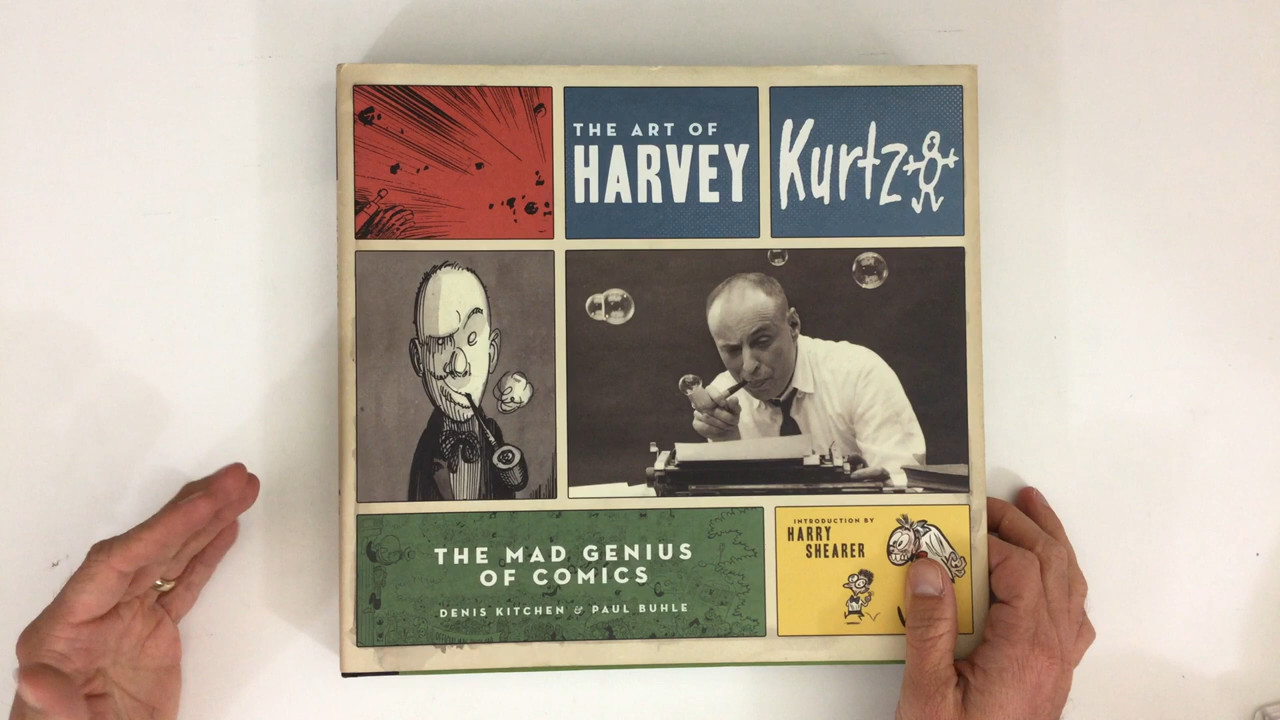 THE ART OF
HARVEY
Kurtz
THE MAD GENIUS
OF COMICS
DENIS KITCHEN & PAUL BUHLE
INTRODUCTION BY
HARRY
SHEARER